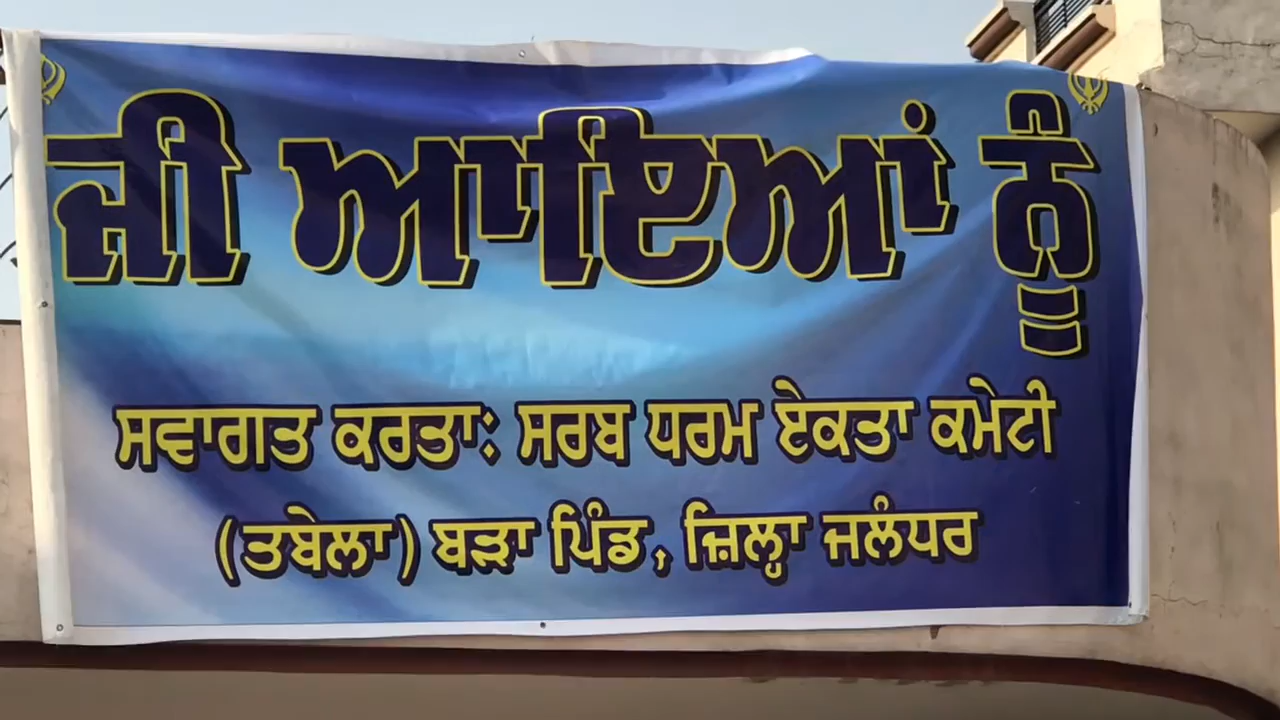 ਜੀ ਆਇਆਂ ਨੂੰ
ਸਵਾਗਤ ਕਰਤਾ: ਸਰਬ ਧਰਮ ਏਕਤਾ ਕਮੇਟੀ
(ਤਬੇਲਾ) ਬੜਾ ਪਿੰਡ, ਜ਼ਿਲ੍ਹਾ ਜਲੰਧਰ